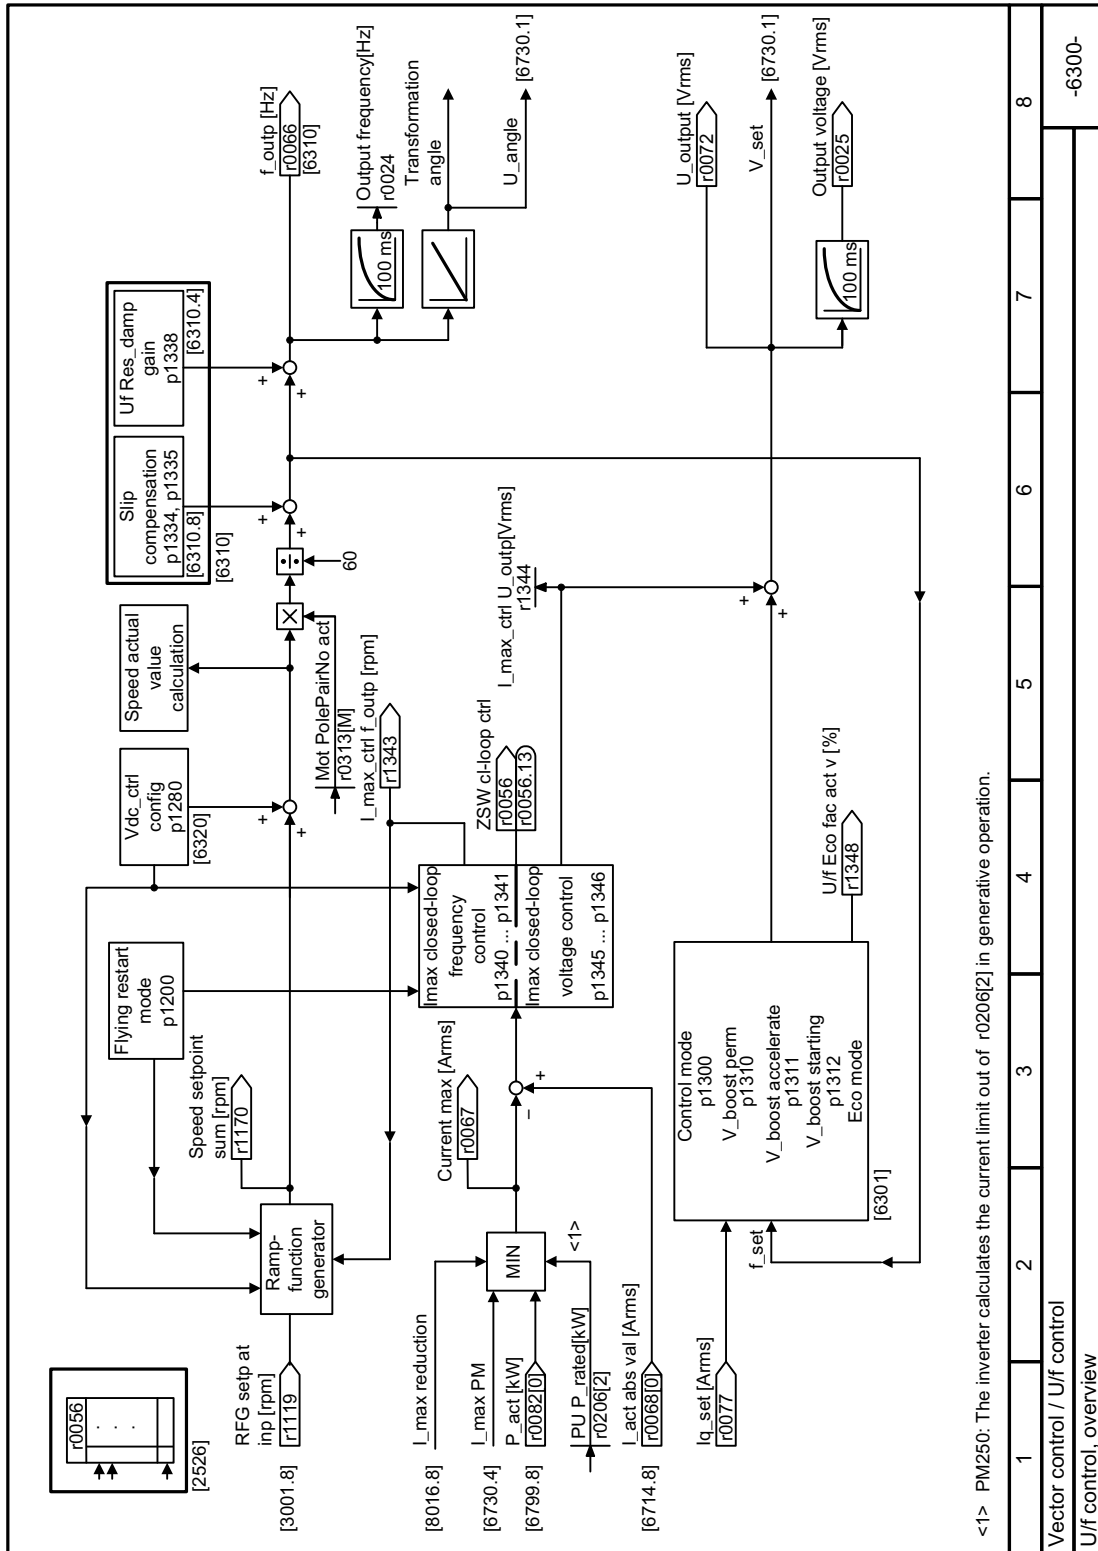 r0056
. . .
[2526]
RFG setp at
inp [rpm]
r1119
[3001.8]
Ramp-
function
generator
Speed setpoint
sum [rpm]
r1170
Flying restart
mode
p1200
Vdc_ctrl
config
p1280
[6320]
Speed actual
value
calculation
Mot PolePairNo act
r0313[M]
60
Slip
compensation
p1334, p1335
[6310.8]
[6310]
Uf Res_damp
gain
p1338
[6310.4]
f_outp [Hz]
r0066
[6310]
100 ms
Output frequency[Hz]
r0024
Transformation
angle
U_angle
[6730.1]
I_max_ctrl f_outp [rpm]
r1343
[8016.8]
I_max reduction
[6730.4]
I_max PM
[6799.8]
P_act [kW]
r0082[0]
PU P_rated[kW]
r0206[2]
<1>
MIN
Current max [Arms]
r0067
[6714.8]
I_act abs val [Arms]
r0068[0]
Imax closed-loop
frequency
control
p1340 ... p1341
Imax closed-loop
voltage control
p1345 ... p1346
ZSW cl-loop ctrl
r0056
r0056.13
I_max_ctrl U_outp[Vrms]
r1344
Iq_set [Arms]
r0077
f_set
Control mode
p1300
V_boost perm
p1310
V_boost accelerate
p1311
V_boost starting
p1312
Eco mode
[6301]
U/f Eco fac act v [%]
r1348
U_output [Vrms]
r0072
V_set
[6730.1]
100 ms
Output voltage [Vrms]
r0025
<1> PM250: The inverter calculates the current limit out of r0206[2] in generative operation.
1 2 3 4 5 6 7 8
Vector control / U/f control
U/f control, overview
-6300-